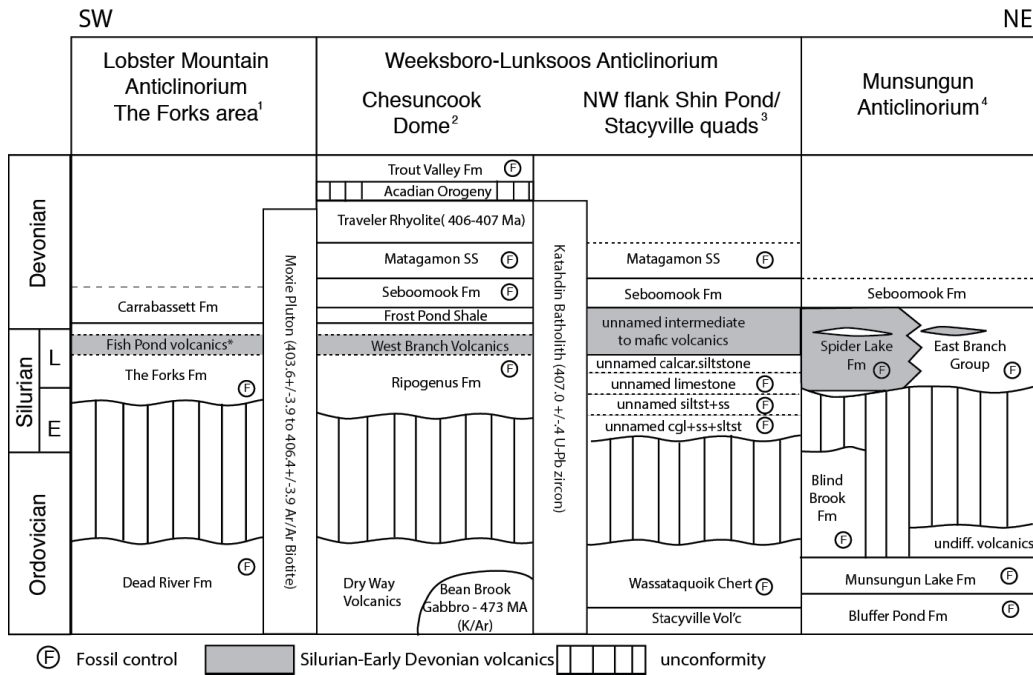 SW
NE
Lobster Mountain
Anticlinorium
The Forks area1
Weeksboro-Lunksoos Anticlinorium
Chesuncook
Dome2
NW flank Shin Pond/
Stacyville quads3
Munsungun
Anticlinorium4
Devonian
Silurian
L
E
Ordovician
Carrabassett Fm
Fish Pond volcanics*
The Forks Fm
F
Dead River Fm
F
Moxie Pluton (403.6+/-3.9 to 406.4+/-3.9 Ar/Ar Biotite)
Trout Valley Fm F
Acadian Orogeny
Traveler Rhyolite( 406-407 Ma)
Matagamon SS F
Seboomook Fm F
Frost Pond Shale
West Branch Volcanics
Ripogenus Fm F
Dry Way
Volcanics
Bean Brook
Gabbro - 473 MA
(K/Ar)
Katahdin Batholith (407.0 +/-.4 U-Pb zircon)
Matagamon SS F
Seboomook Fm
unnamed intermediate
to mafic volcanics
unnamed calcar.siltstone
unnamed limestone F
unnamed siltst+ss F
unnamed cgl+ss+sltst F
Wassataquoik Chert F
Stacyville Vol'c
Seboomook Fm
Spider Lake
Fm F
East Branch
Group F
Blind
Brook
Fm
F
undiff. volcanics
Munsungun Lake Fm F
Bluffer Pond Fm F
F Fossil control
Silurian-Early Devonian volcanics
unconformity